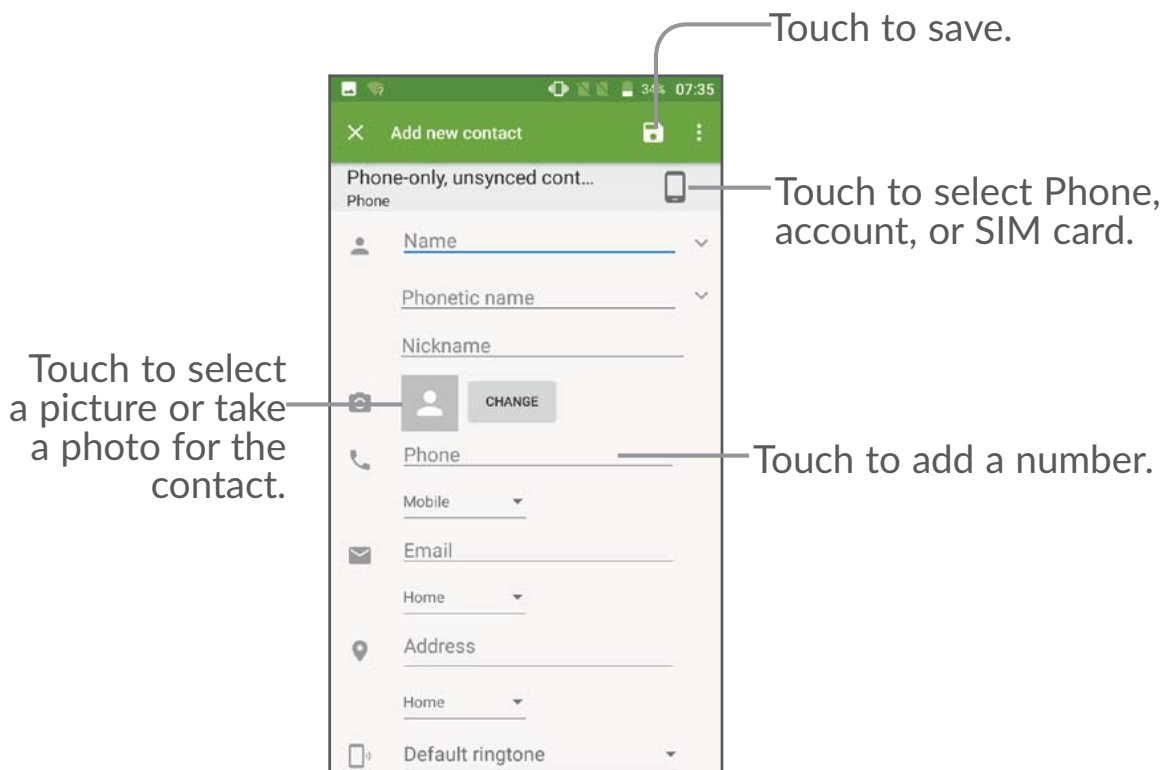 Touch to save.
34% 07:35
Add new contact
Phone-only, unsynced cont...
Phone
Touch to select Phone,
account, or SIM card.
Name
Phonetic name
Nickname
Touch to select
a picture or take
a photo for the
contact.
CHANGE
Phone
Touch to add a number.
Mobile
Email
Home
Address
Home
Default ringtone